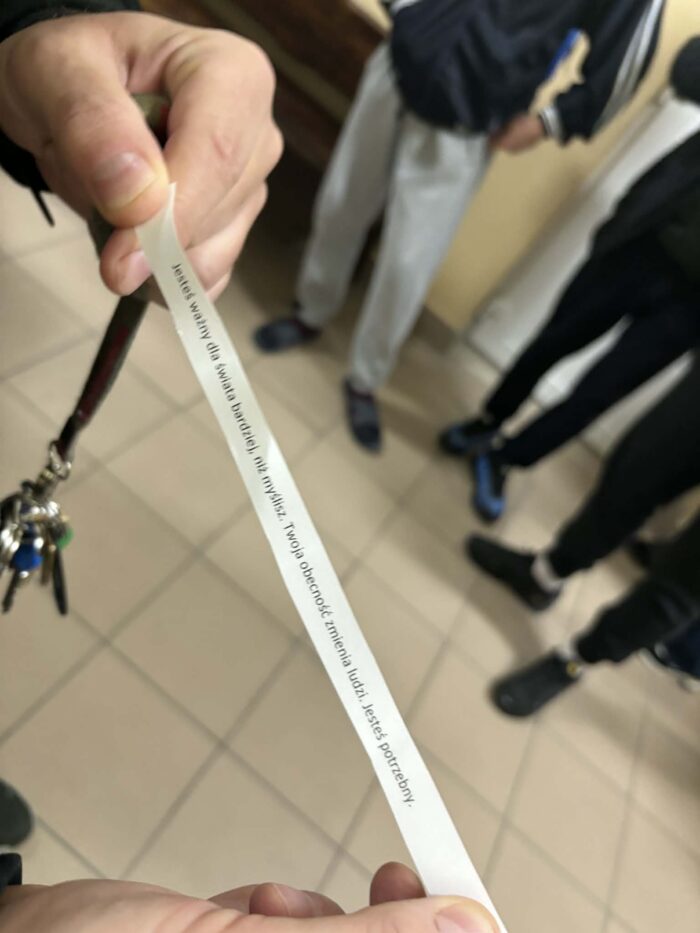 Jesteś ważny dla świata bardziej, niż myślisz. Twoja obecność zmienia ludzi. Jesteś potrzebny.